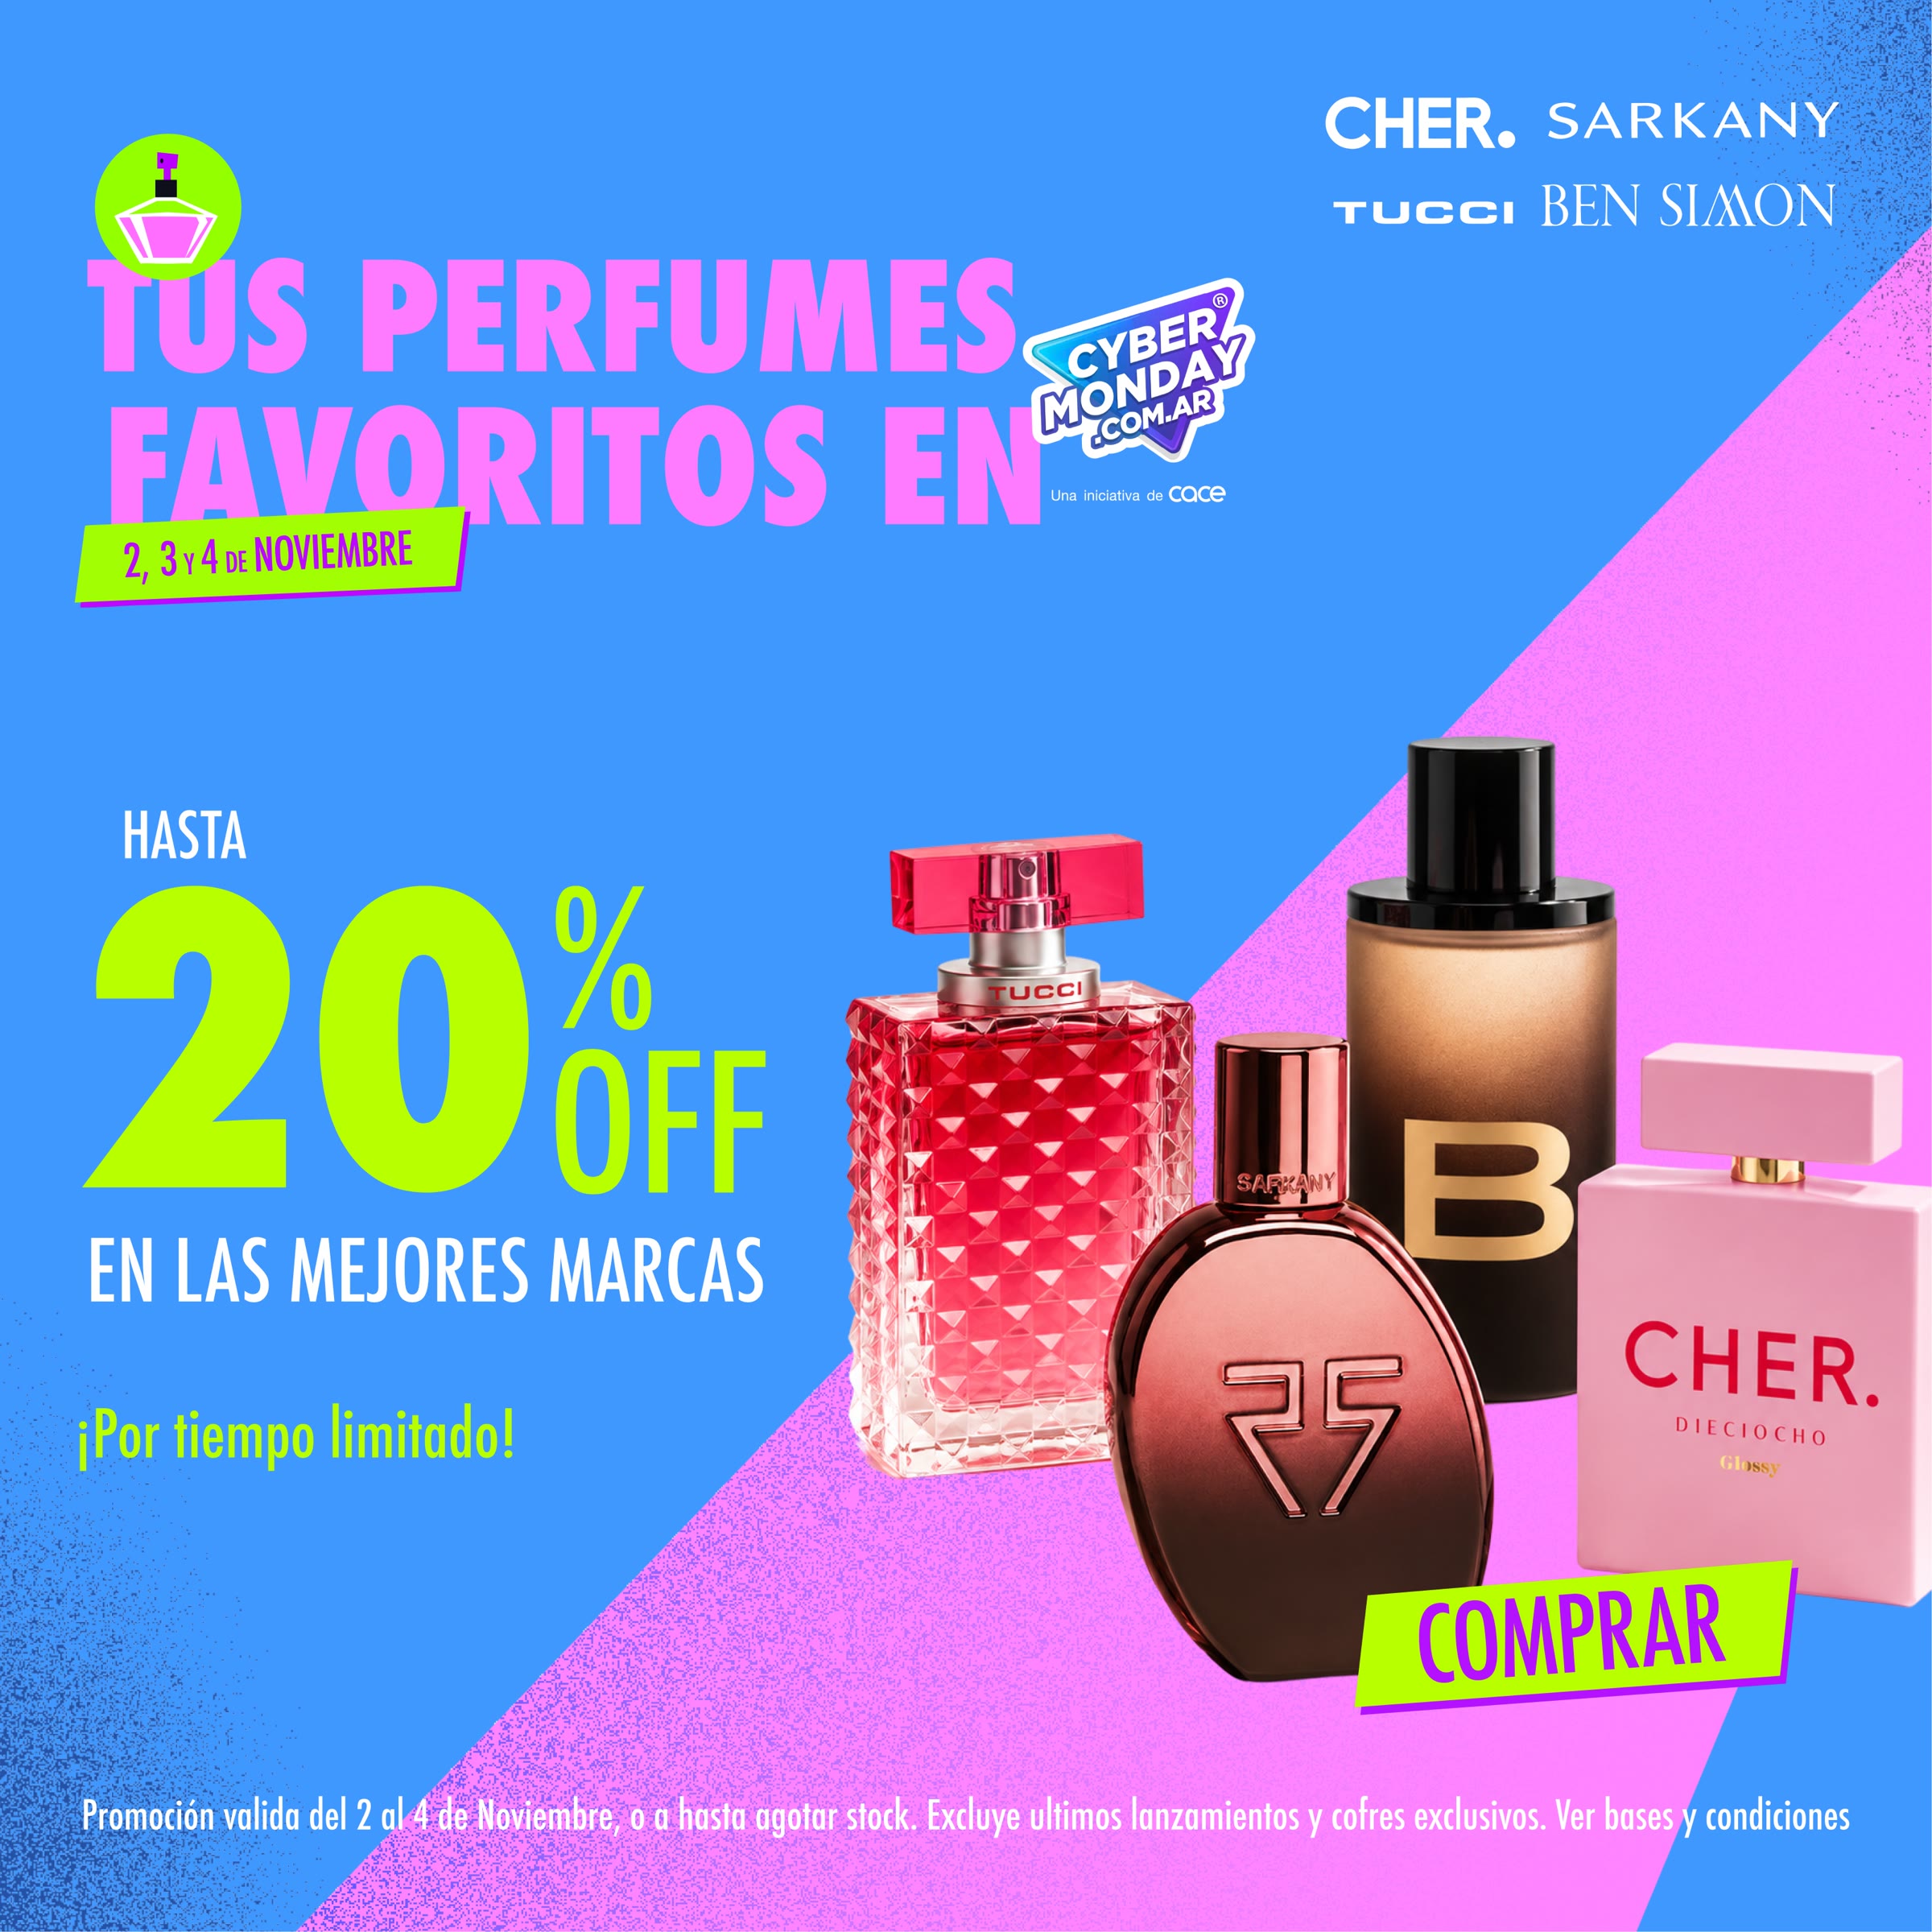 CHER. SARKANY
TUCCI BEN SIMON
TUS PERFUMES
FAVORITOS EN
CYBER
MONDAY
.COM.AR
®
Una iniciativa de cace
2, 3 Y 4 DE NOVIEMBRE
HASTA
20% OFF
EN LAS MEJORES MARCAS
¡Por tiempo limitado!
TUCCI
SARKANY
B
CHER.
DIECIOCHO
Glossy
COMPRAR
Promoción valida del 2 al 4 de Noviembre, o a hasta agotar stock. Excluye ultimos lanzamientos y cofres exclusivos. Ver bases y condiciones